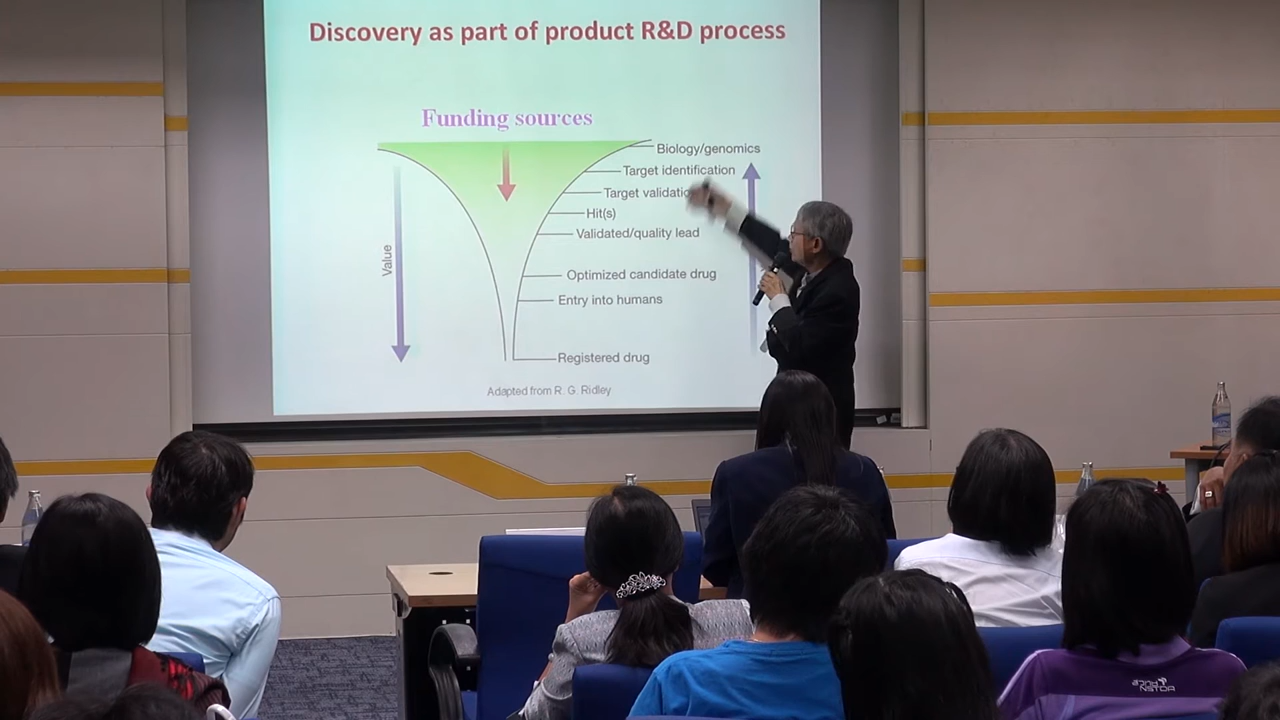 Discovery as part of product R&D process
Funding sources
Biology/genomics
Target identification
Target validatio
Hit(s)
Validated/quality lead
Value
Optimized candidate drug
Entry into humans
Registered drug
Adapted from R. G. Ridley
NSTDA